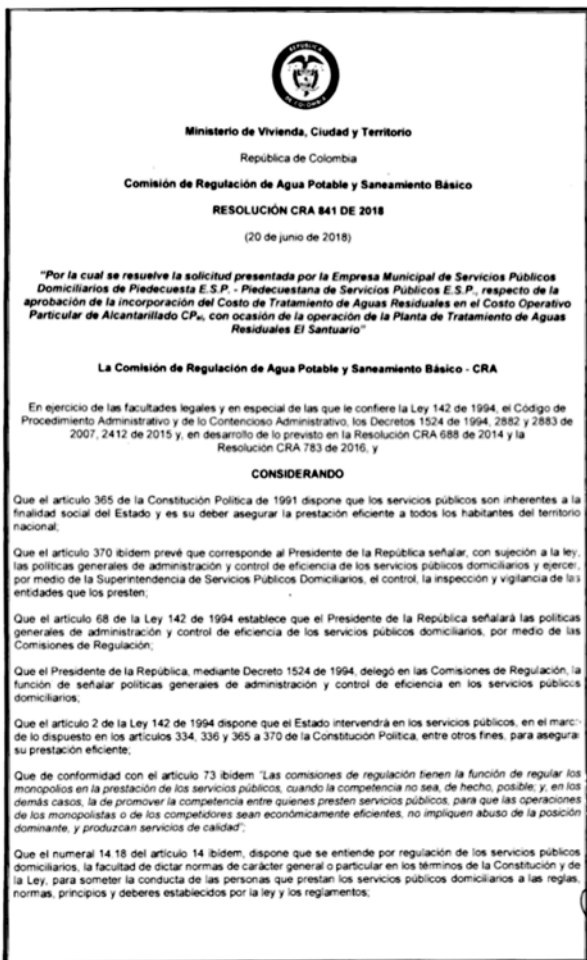 REPÚBLICA
DE COLOMBIA
Ministerio de Vivienda, Ciudad y Territorio
República de Colombia
Comisión de Regulación de Agua Potable y Saneamiento Básico
RESOLUCIÓN CRA 841 DE 2018
(20 de junio de 2018)
"Por la cual se resuelve la solicitud presentada por la Empresa Municipal de Servicios Públicos
Domiciliarios de Piedecuesta E.S.P. - Piedecuestana de Servicios Públicos E.S.P., respecto de la
aprobación de la incorporación del Costo de Tratamiento de Aguas Residuales en el Costo Operativo
Particular de Alcantarillado CPal, con ocasión de la operación de la Planta de Tratamiento de Aguas
Residuales El Santuario"
La Comisión de Regulación de Agua Potable y Saneamiento Básico - CRA
En ejercicio de las facultades legales y en especial de las que le confiere la Ley 142 de 1994, el Código de
Procedimiento Administrativo y de lo Contencioso Administrativo, los Decretos 1524 de 1994, 2882 y 2883 de
2007, 2412 de 2015 y, en desarrollo de lo previsto en la Resolución CRA 688 de 2014 y la
Resolución CRA 783 de 2016, y
CONSIDERANDO
Que el artículo 365 de la Constitución Política de 1991 dispone que los servicios públicos son inherentes a la
finalidad social del Estado y es su deber asegurar la prestación eficiente a todos los habitantes del territorio
nacional;
Que el artículo 370 ibídem prevé que corresponde al Presidente de la República señalar, con sujeción a la ley,
las políticas generales de administración y control de eficiencia de los servicios públicos domiciliarios y ejercer,
por medio de la Superintendencia de Servicios Públicos Domiciliarios, el control, la inspección y vigilancia de las
entidades que los presten;
Que el artículo 68 de la Ley 142 de 1994 establece que el Presidente de la República señalará las políticas
generales de administración y control de eficiencia de los servicios públicos domiciliarios, por medio de las
Comisiones de Regulación;
Que el Presidente de la República, mediante Decreto 1524 de 1994, delegó en las Comisiones de Regulación, la
función de señalar políticas generales de administración y control de eficiencia en los servicios públicos
domiciliarios;
Que el artículo 2 de la Ley 142 de 1994 dispone que el Estado intervendrá en los servicios públicos, en el marco
de lo dispuesto en los artículos 334, 336 y 365 a 370 de la Constitución Política, entre otros fines, para asegurar
su prestación eficiente;
Que de conformidad con el artículo 73 ibídem "Las comisiones de regulación tienen la función de regular los
monopolios en la prestación de los servicios públicos, cuando la competencia no sea, de hecho, posible; y, en los
demás casos, la de promover la competencia entre quienes presten servicios públicos, para que las operaciones
de los monopolistas o de los competidores sean económicamente eficientes, no impliquen abuso de la posición
dominante, y produzcan servicios de calidad";
Que el numeral 14.18 del artículo 14 ibídem, dispone que se entiende por regulación de los servicios públicos
domiciliarios, la facultad de dictar normas de carácter general o particular en los términos de la Constitución y de
la Ley, para someter la conducta de las personas que prestan los servicios públicos domiciliarios a las reglas,
normas, principios y deberes establecidos por la ley y los reglamentos;